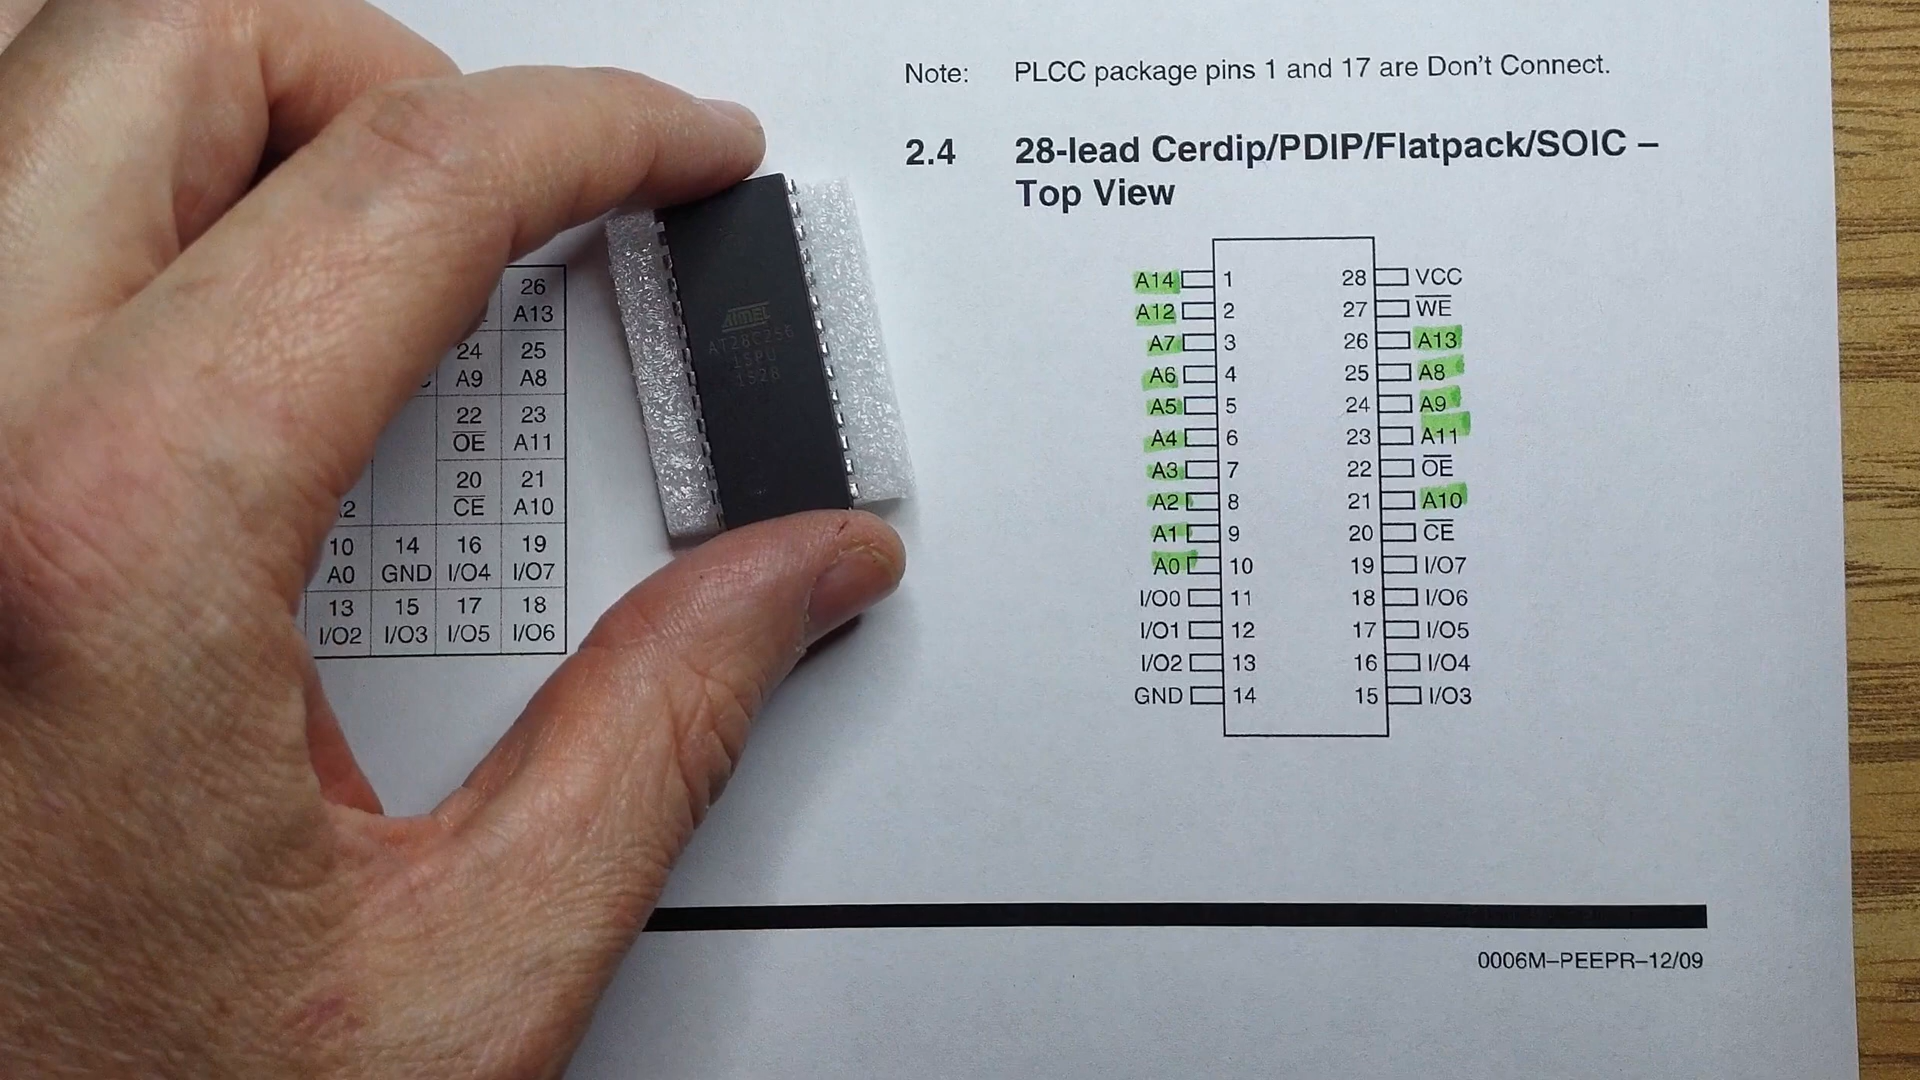 Note: PLCC package pins 1 and 17 are Don't Connect.
2.4 28-lead Cerdip/PDIP/Flatpack/SOIC –
Top View
26
A13
24 25
A9 A8
22 23
OE A11
20 21
CE A10
10 14 16 19
A0 GND I/O4 I/O7
13 15 17 18
I/O2 I/O3 I/O5 I/O6
ATMEL
AT28C256
15PU
1528
A14 1 28 VCC
A12 2 27 WE
A7 3 26 A13
A6 4 25 A8
A5 5 24 A9
A4 6 23 A11
A3 7 22 OE
A2 8 21 A10
A1 9 20 CE
A0 10 19 I/O7
I/O0 11 18 I/O6
I/O1 12 17 I/O5
I/O2 13 16 I/O4
GND 14 15 I/O3
0006M–PEEPR–12/09